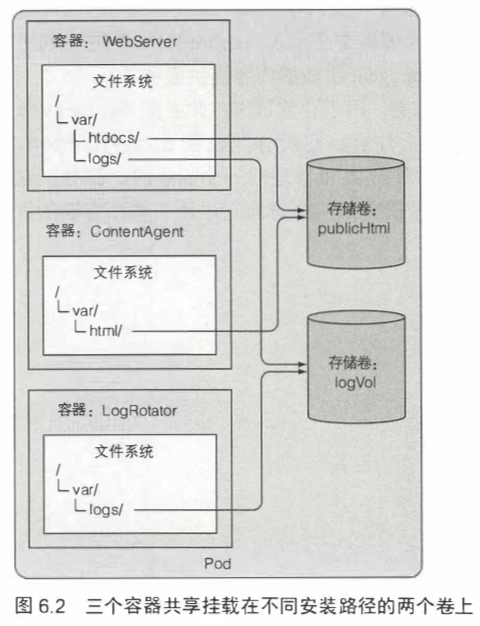 容器：WebServer
文件系统
/
var/
htdocs/
logs/
存储卷：
publicHtml
容器：ContentAgent
文件系统
/
var/
html/
存储卷：
logVol
容器：LogRotator
文件系统
/
var/
logs/
Pod
图 6.2 三个容器共享挂载在不同安装路径的两个卷上